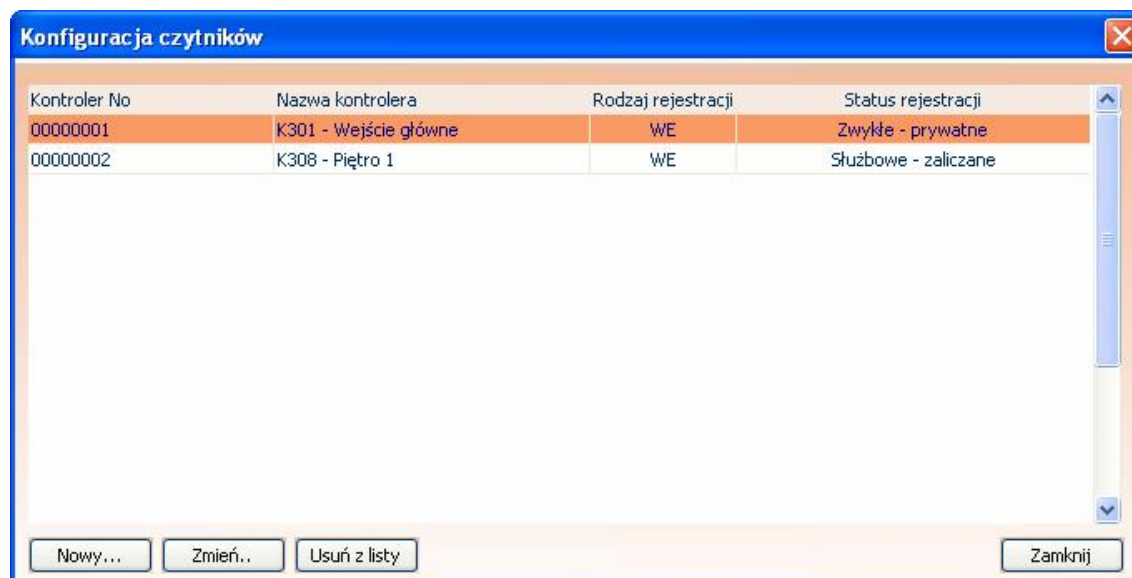 Konfiguracja czytników
Kontroler No Nazwa kontrolera Rodzaj rejestracji Status rejestracji
00000001 K301 - Wejście główne WE Zwykłe - prywatne
00000002 K308 - Piętro 1 WE Służbowe - zaliczane
Nowy... Zmień.. Usuń z listy Zamknij